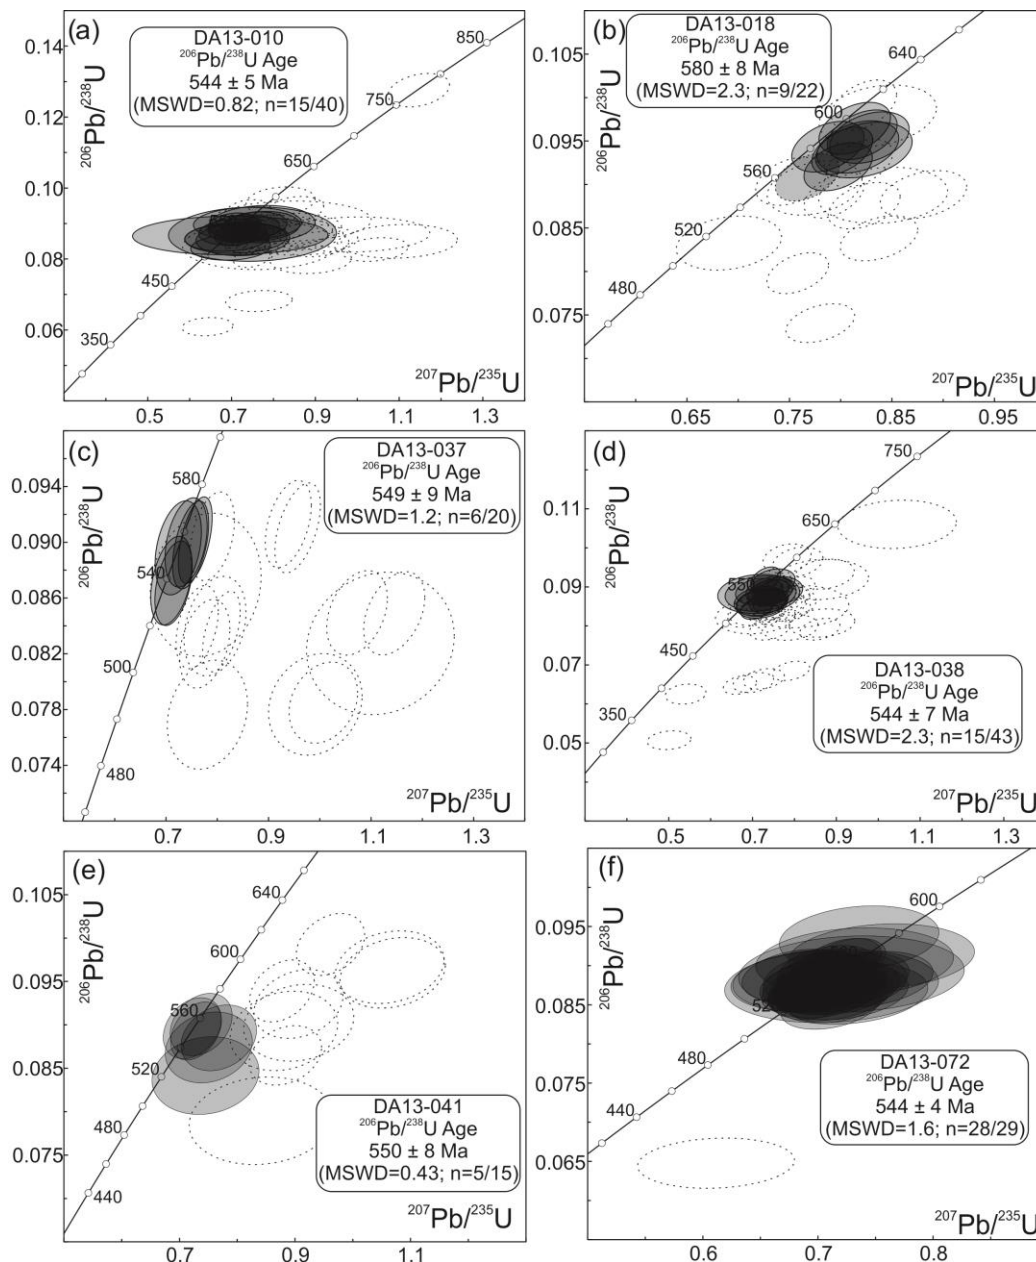 (a)
DA13-010
206Pb/238U Age
544 ± 5 Ma
(MSWD=0.82; n=15/40)
206Pb/238U
0.14
0.12
0.10
0.08
0.06
850
750
650
450
350
207Pb/235U
0.5 0.7 0.9 1.1 1.3
(b)
DA13-018
206Pb/238U Age
580 ± 8 Ma
(MSWD=2.3; n=9/22)
206Pb/238U
0.105
0.095
0.085
0.075
640
600
560
520
480
207Pb/235U
0.65 0.75 0.85 0.95
(c)
DA13-037
206Pb/238U Age
549 ± 9 Ma
(MSWD=1.2; n=6/20)
206Pb/238U
0.094
0.090
0.086
0.082
0.078
0.074
580
540
500
480
207Pb/235U
0.7 0.9 1.1 1.3
(d)
206Pb/238U
0.11
0.09
0.07
0.05
750
650
550
450
350
DA13-038
206Pb/238U Age
544 ± 7 Ma
(MSWD=2.3; n=15/43)
207Pb/235U
0.5 0.7 0.9 1.1 1.3
(e)
206Pb/238U
0.105
0.095
0.085
0.075
640
600
560
520
480
440
DA13-041
206Pb/238U Age
550 ± 8 Ma
(MSWD=0.43; n=5/15)
207Pb/235U
0.7 0.9 1.1
(f)
206Pb/238U
0.095
0.085
0.075
0.065
600
520
480
440
DA13-072
206Pb/238U Age
544 ± 4 Ma
(MSWD=1.6; n=28/29)
207Pb/235U
0.6 0.7 0.8